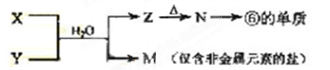 X → Z △ N → ⑥的单质
H₂O
Y → M (仅含非金属元素的盐)